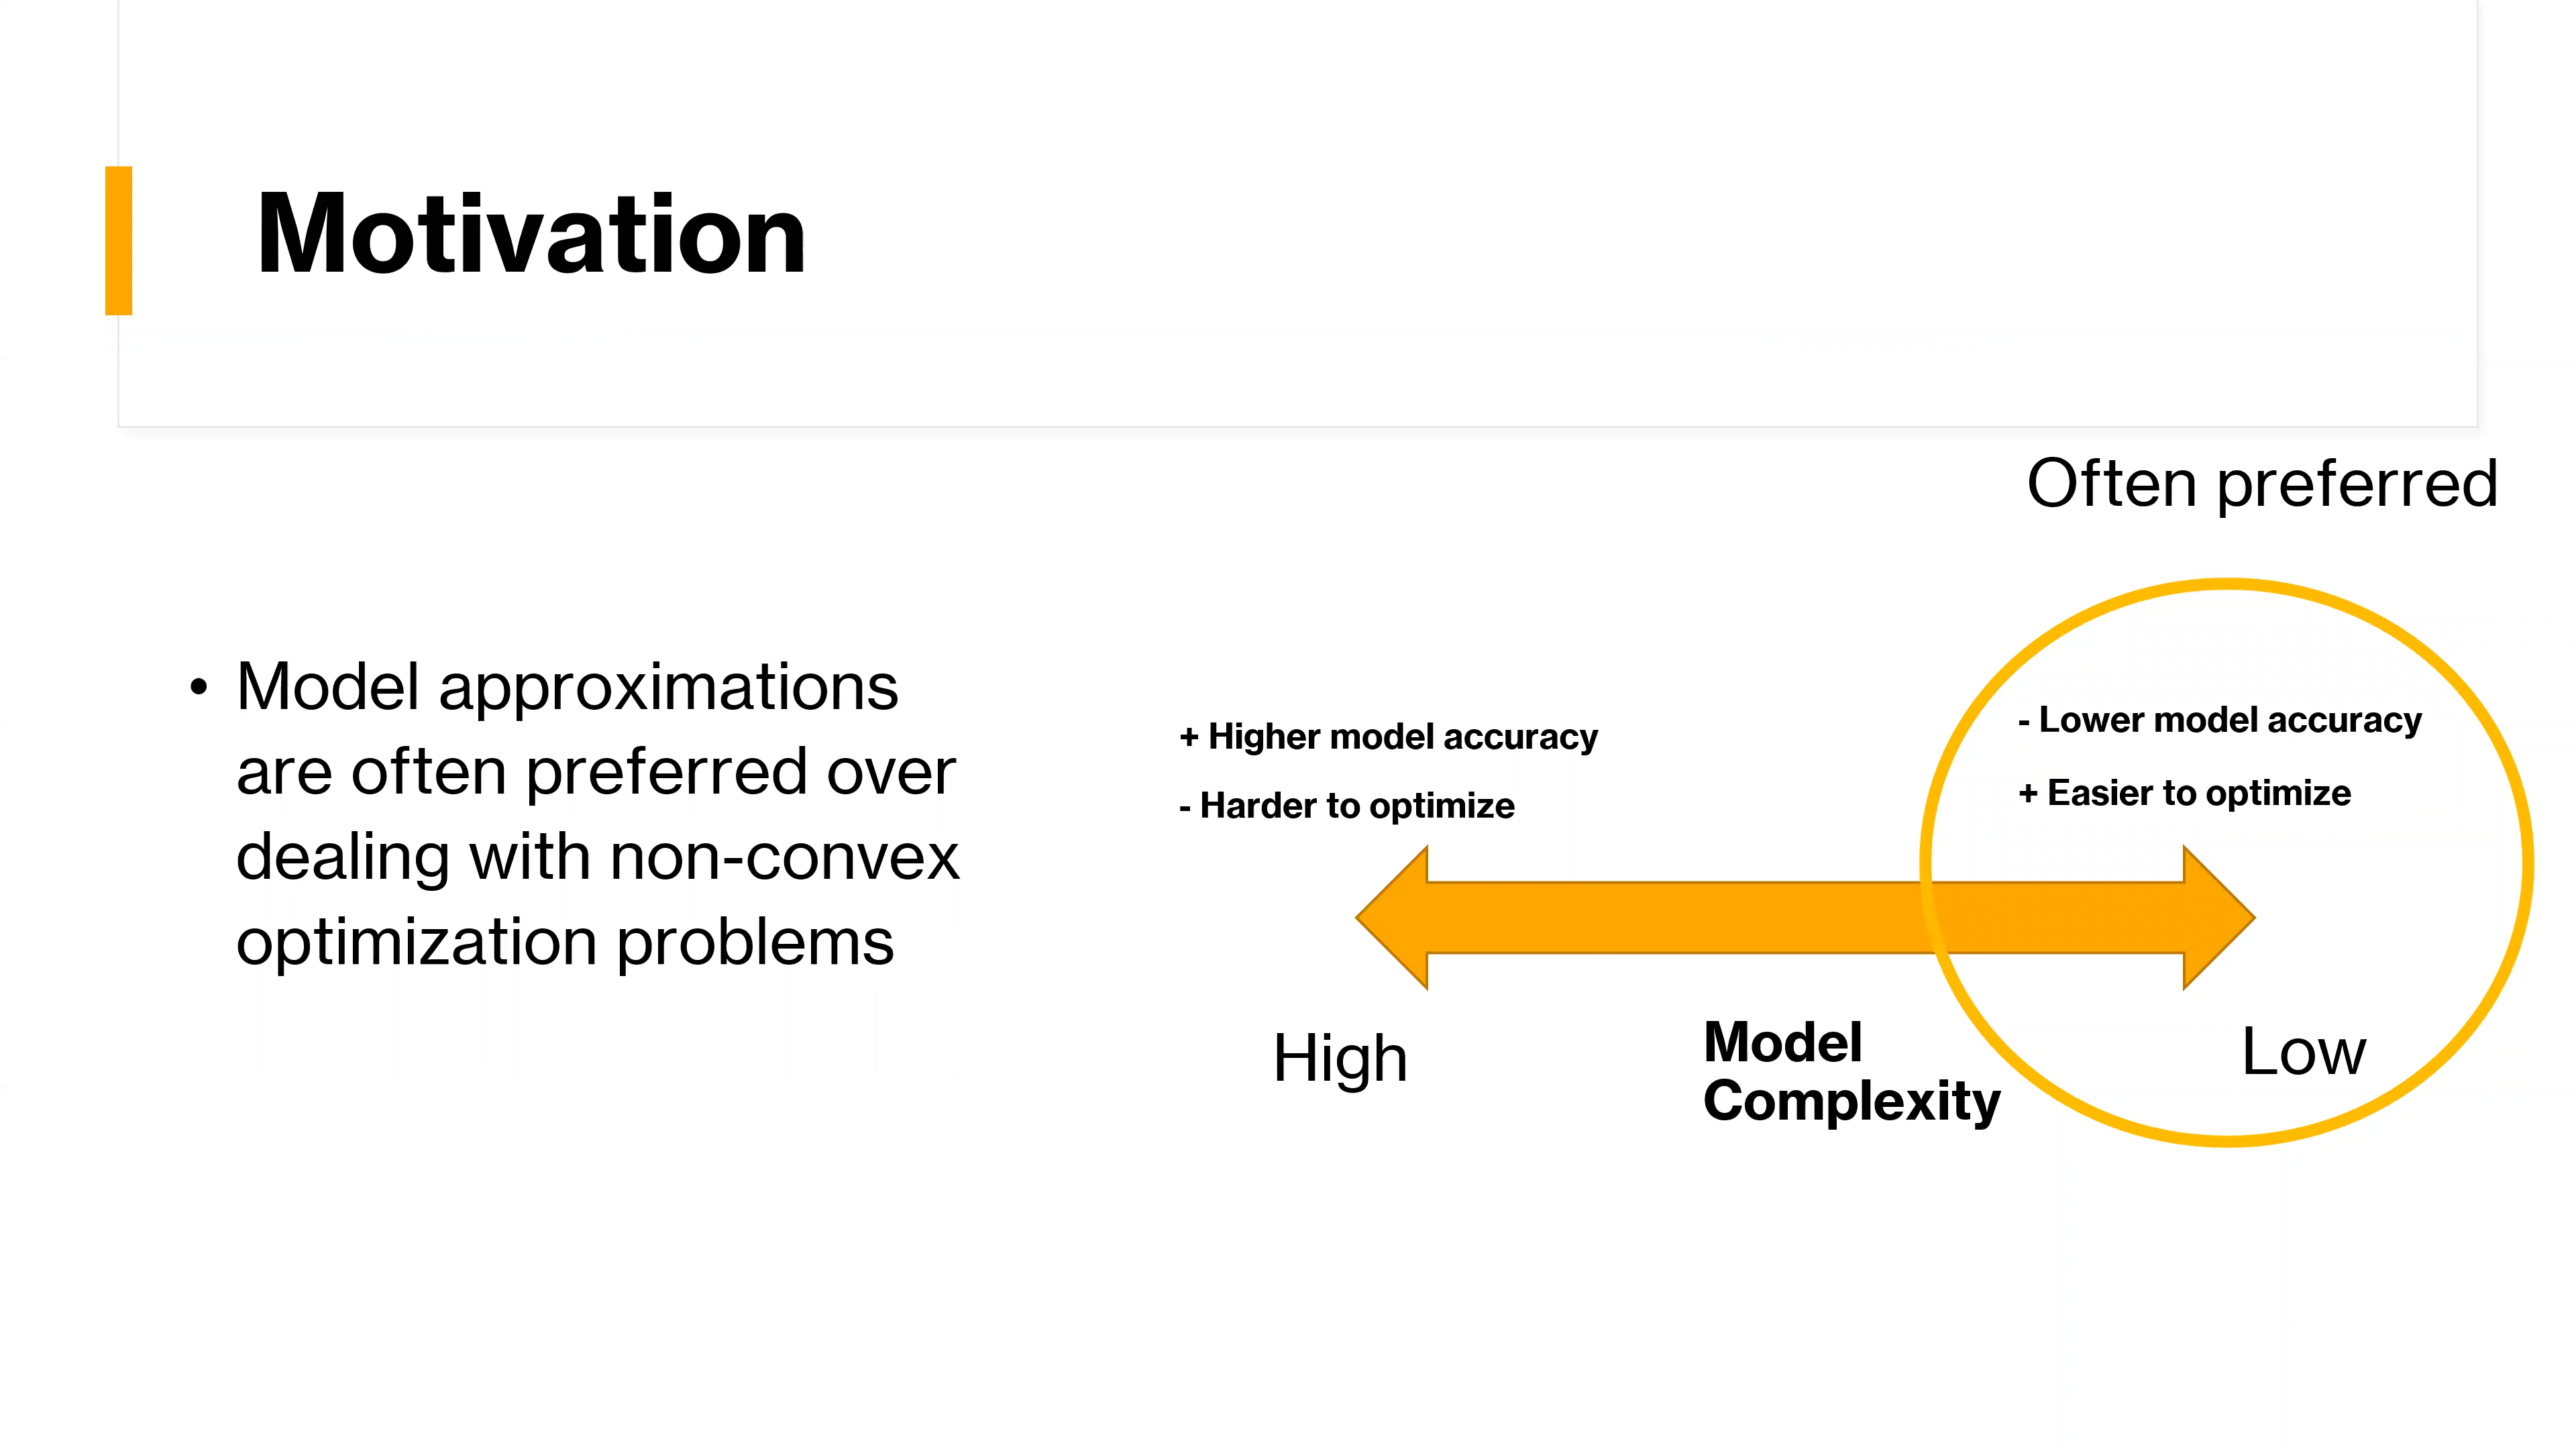 Motivation
• Model approximations
are often preferred over
dealing with non-convex
optimization problems
Often preferred
+ Higher model accuracy
- Harder to optimize
- Lower model accuracy
+ Easier to optimize
High
Model
Complexity
Low